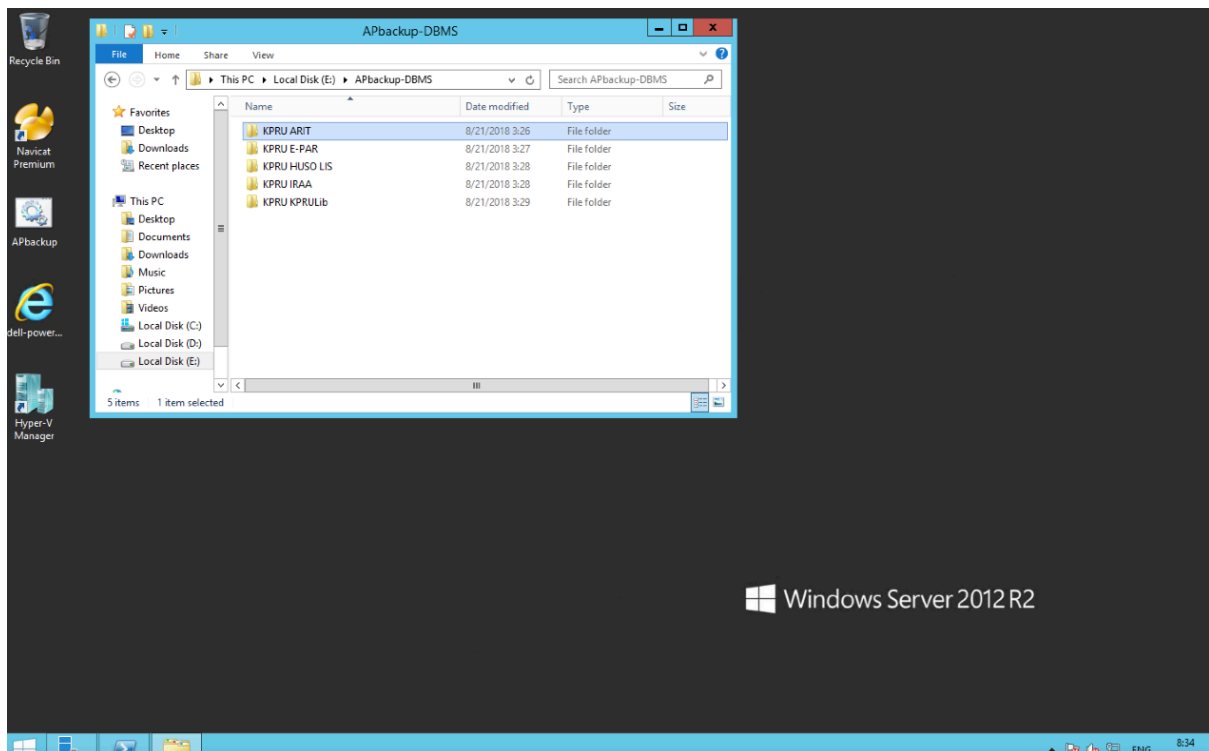 Recycle Bin
Navicat
Premium
APbackup
dell-power...
Hyper-V
Manager
APbackup-DBMS
File Home Share View
This PC Local Disk (E:) APbackup-DBMS Search APbackup-DBMS
Favorites
Desktop
Downloads
Recent places
This PC
Desktop
Documents
Downloads
Music
Pictures
Videos
Local Disk (C:)
Local Disk (D:)
Local Disk (E:)
Name Date modified Type Size
KPRU ARIT 8/21/2018 3:26 File folder
KPRU E-PAR 8/21/2018 3:27 File folder
KPRU HUSO LIS 8/21/2018 3:28 File folder
KPRU IRAA 8/21/2018 3:28 File folder
KPRU KPRULib 8/21/2018 3:29 File folder
5 items 1 item selected
Windows Server 2012 R2
ENG 8:34